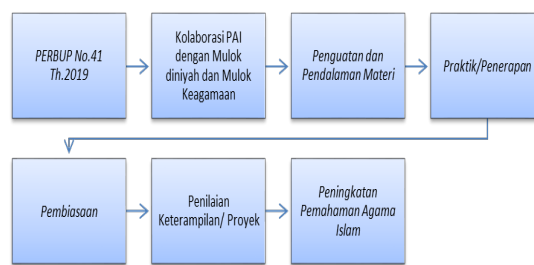 PERBUP No.41
Th.2019
Kolaborasi PAI
dengan Mulok
diniyah dan Mulok
Keagamaan
Penguatan dan
Pendalaman Materi
Praktik/Penerapan
Pembiasaan
Penilaian
Keterampilan/ Proyek
Peningkatan
Pemahaman Agama
Islam